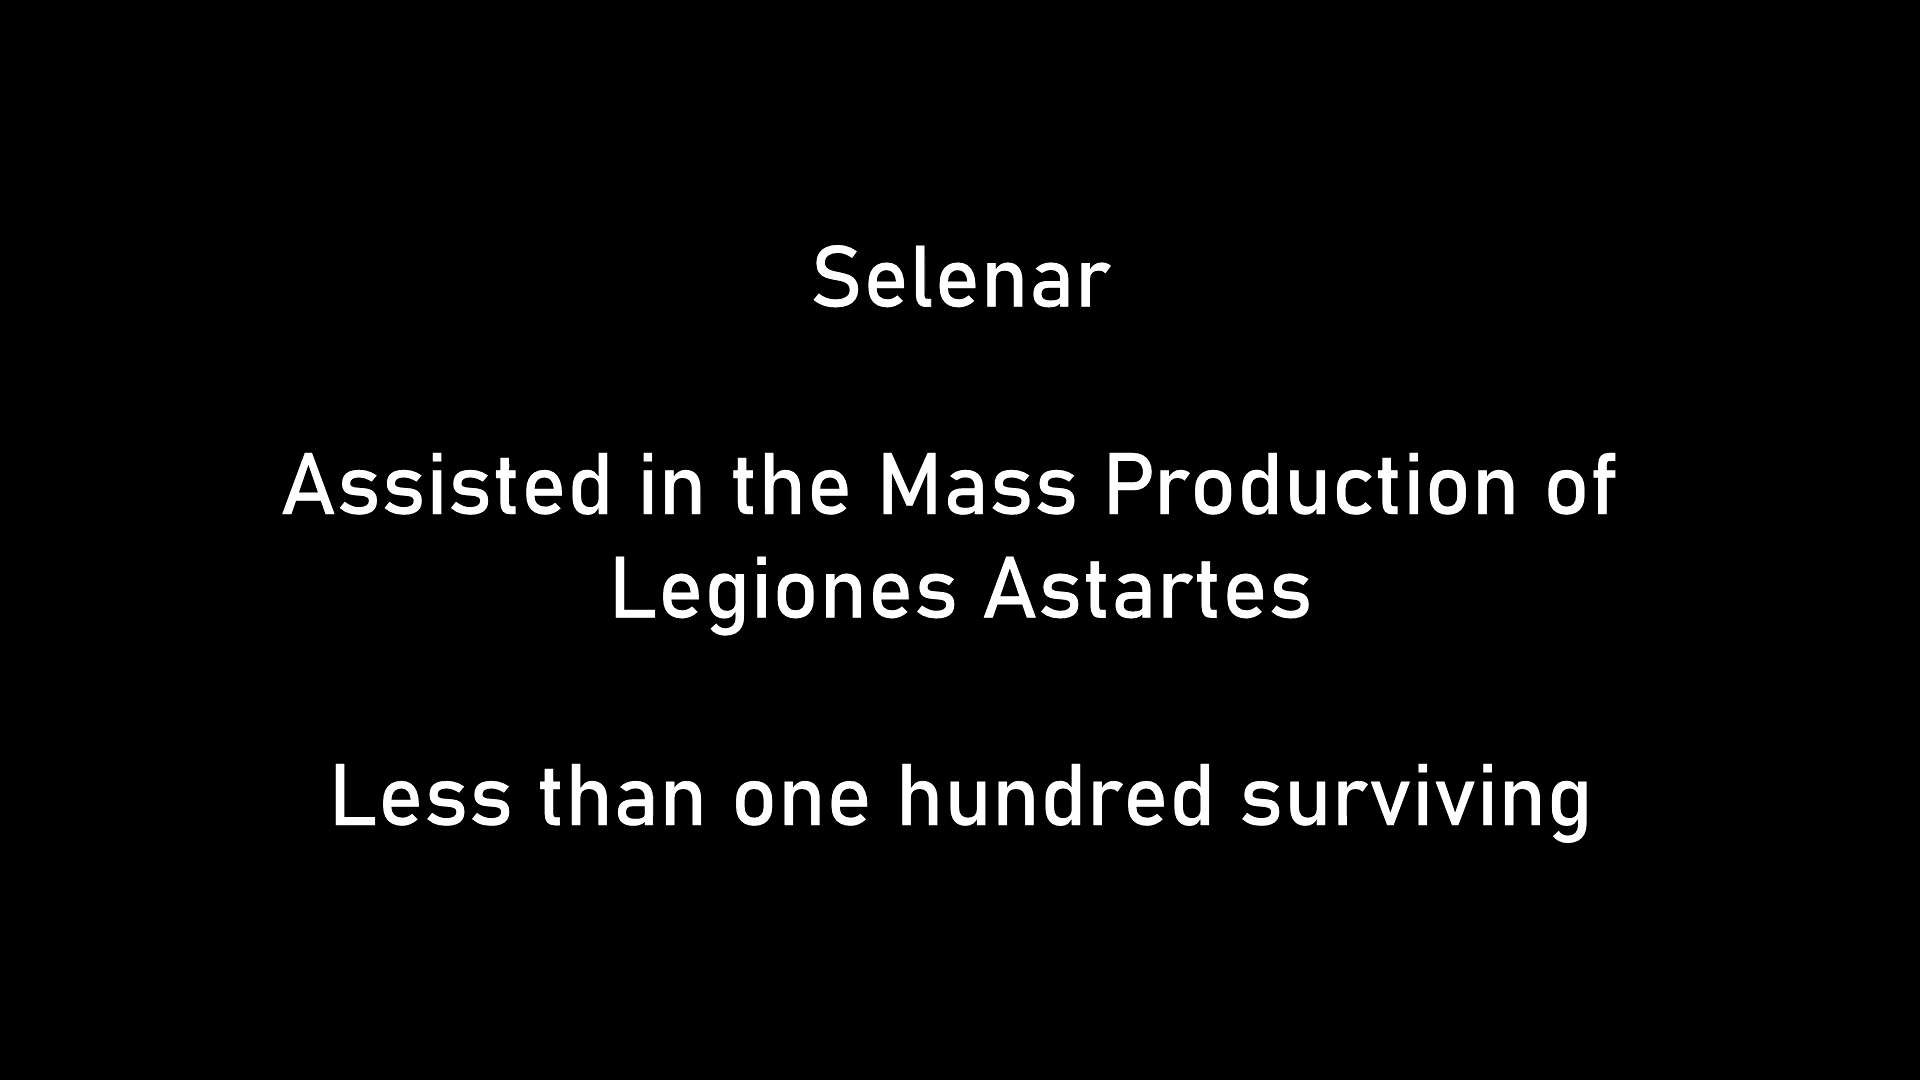 Selenar
Assisted in the Mass Production of
Legiones Astartes
Less than one hundred surviving